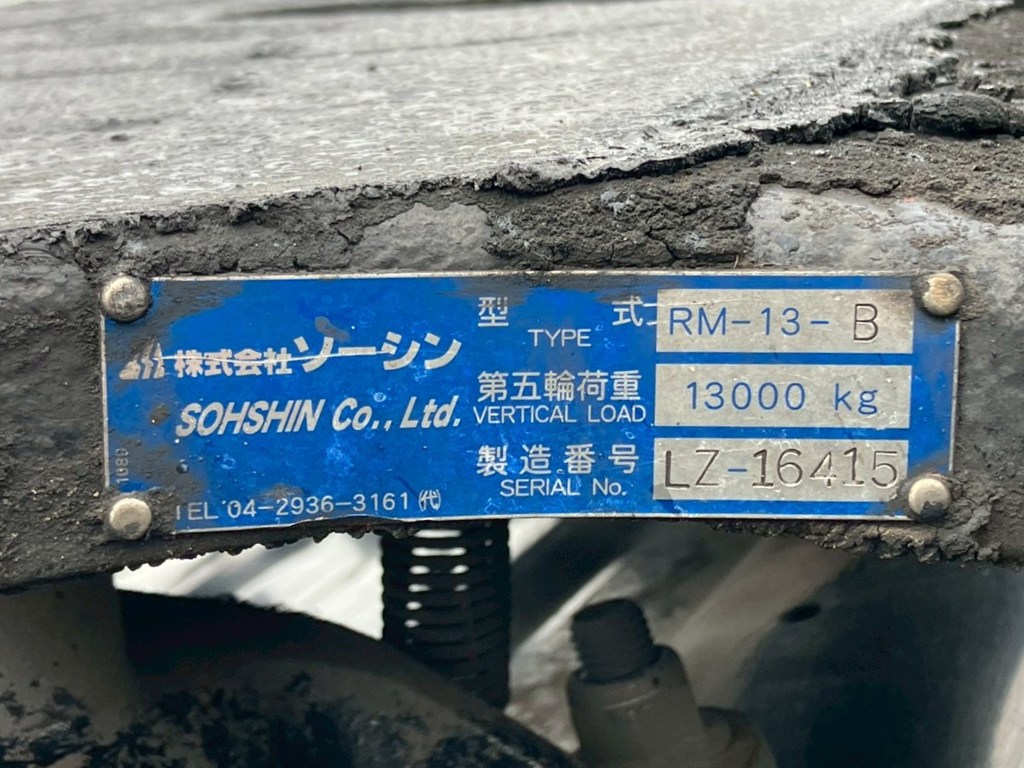 株式会社ソーシン
SOHSHIN Co., Ltd.
TEL 04-2936-3161 ㈹
1080
型 式 RM-13-B
TYPE
第五輪荷重 13000 kg
VERTICAL LOAD
製造番号 LZ-16415
SERIAL No.